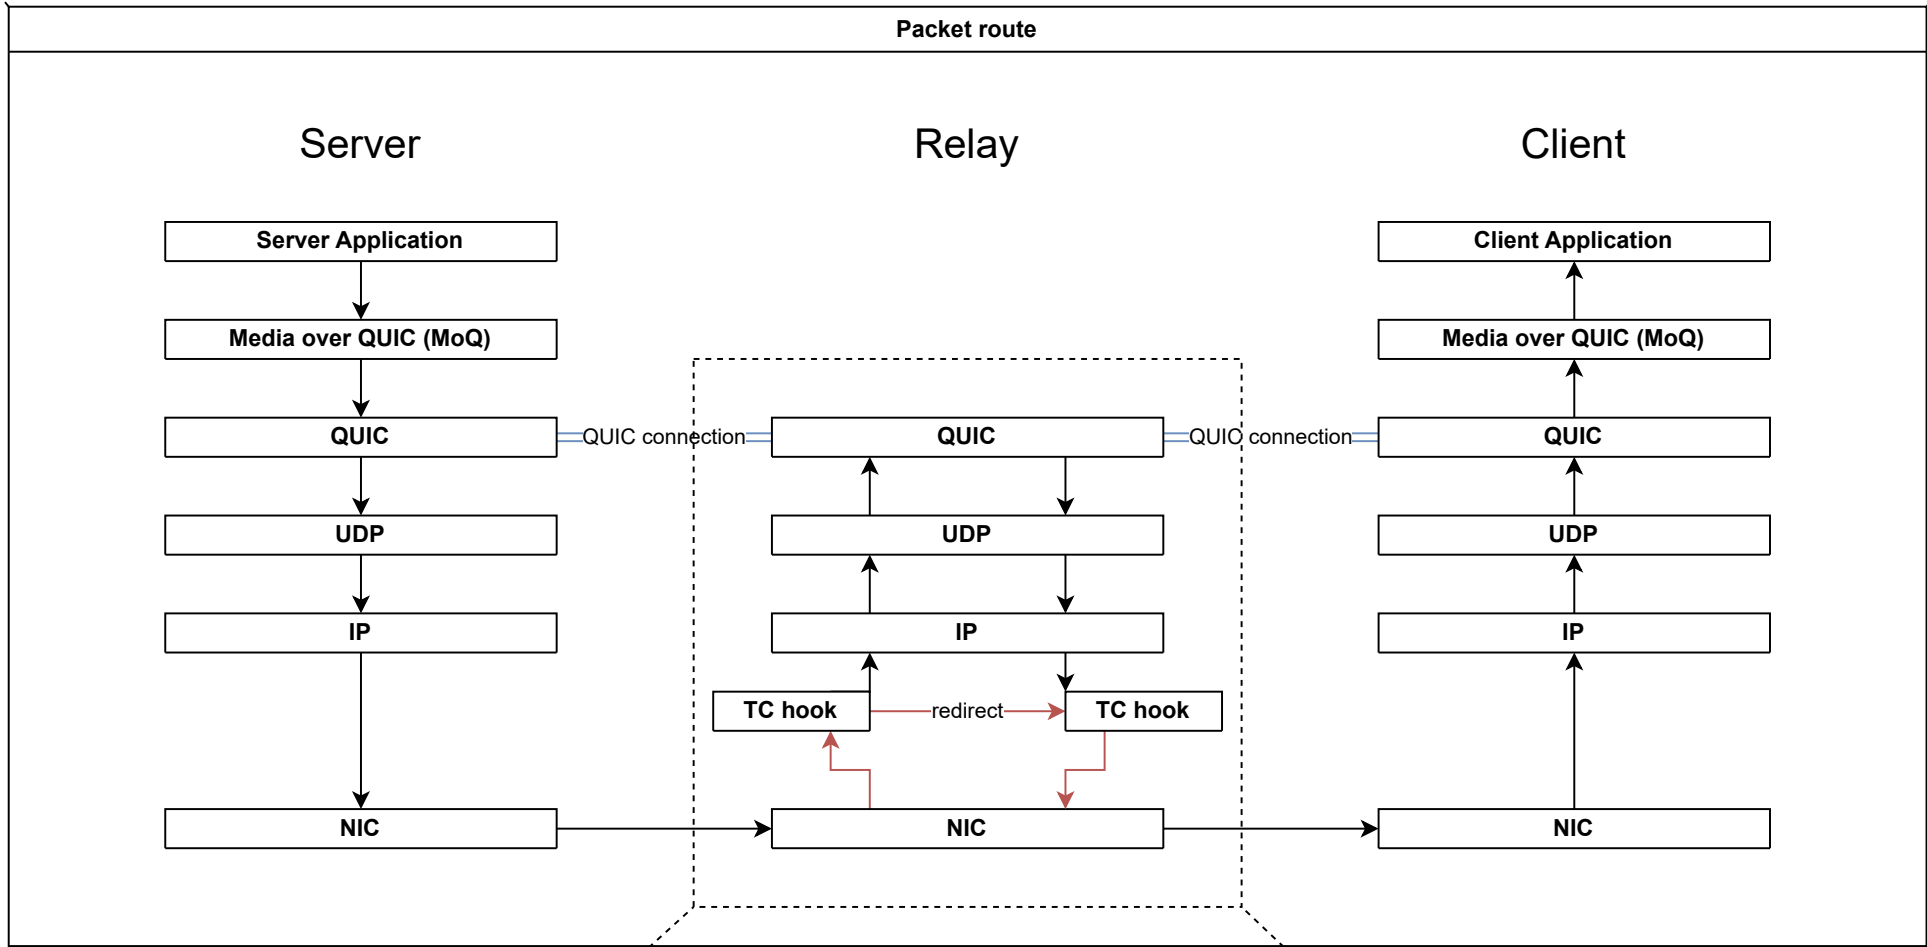 Packet route
Server
Relay
Client
Server Application
Client Application
Media over QUIC (MoQ)
Media over QUIC (MoQ)
QUIC
QUIC connection
QUIC
QUIC connection
QUIC
UDP
UDP
UDP
IP
IP
IP
TC hook
redirect
TC hook
NIC
NIC
NIC